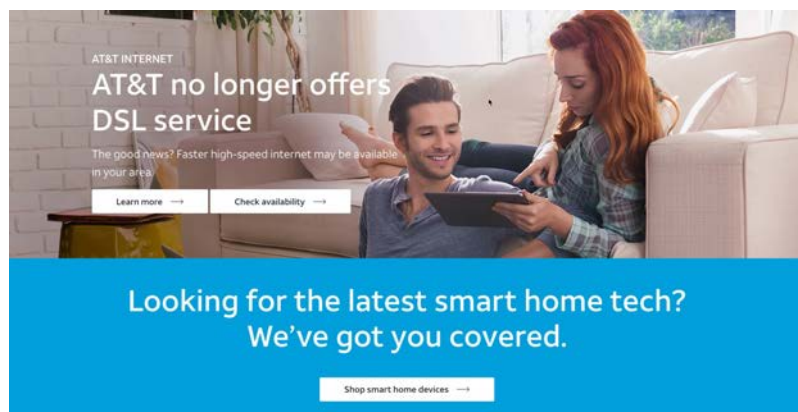 AT&T INTERNET
AT&T no longer offers
DSL service
The good news? Faster high-speed internet may be available
in your area.
Learn more →
Check availability →
Looking for the latest smart home tech?
We've got you covered.
Shop smart home devices →